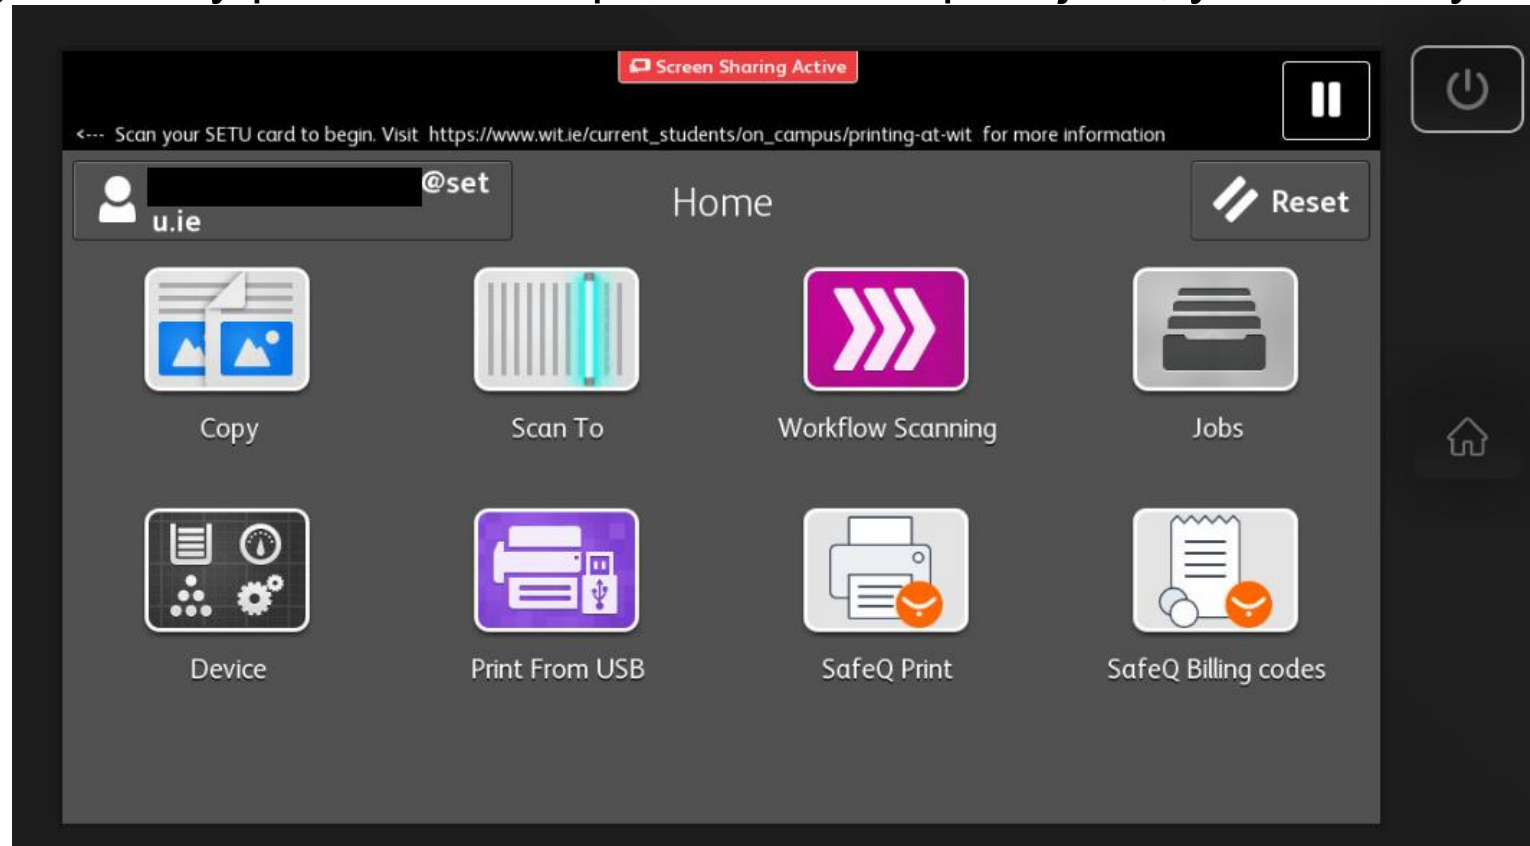 Screen Sharing Active
<--- Scan your SETU card to begin. Visit https://www.wit.ie/current_students/on_campus/printing-at-wit for more information
@set
u.ie
Home
Reset
Copy
Scan To
Workflow Scanning
Jobs
Device
Print From USB
SafeQ Print
SafeQ Billing codes